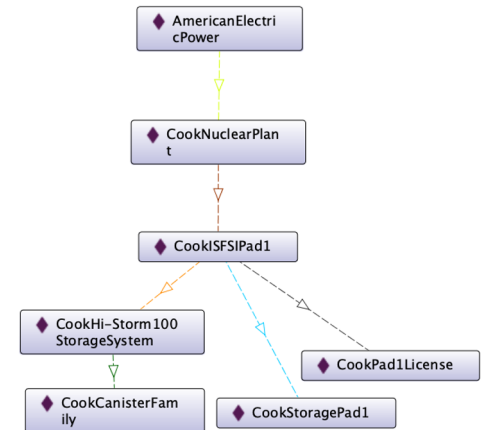 AmericanElectri
cPower
CookNuclearPlan
t
CookISFSIPad1
CookHi-Storm100
StorageSystem
CookPad1License
CookCanisterFam
ily
CookStoragePad1